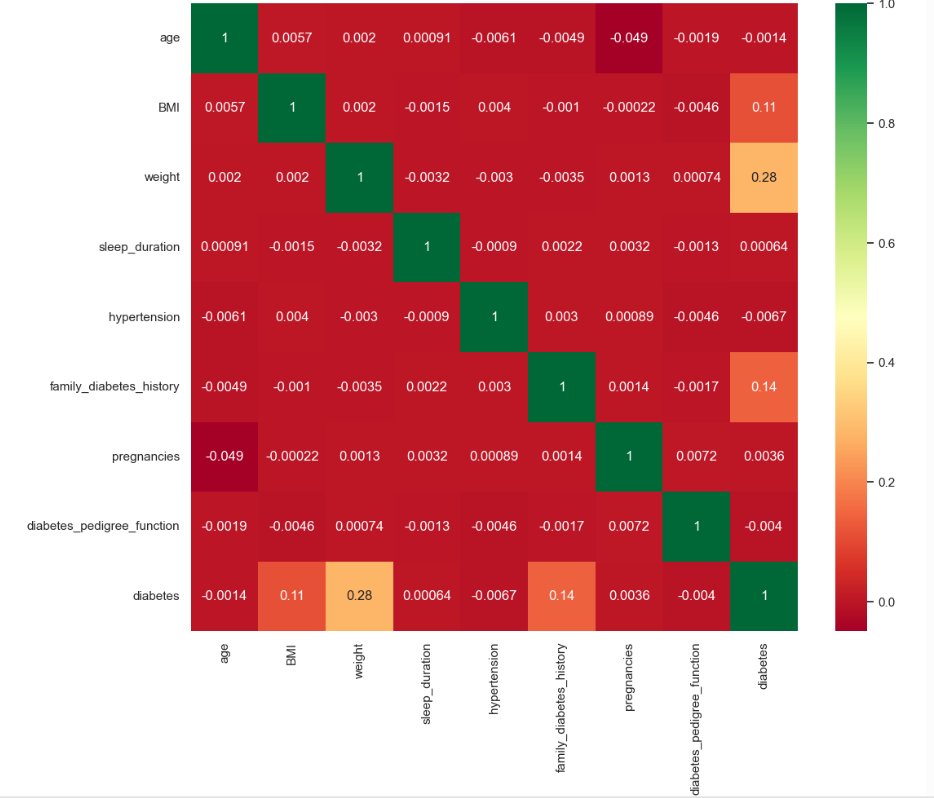 1.0
age 1 0.0057 0.002 0.00091 -0.0061 -0.0049 -0.049 -0.0019 -0.0014
BMI 0.0057 1 0.002 -0.0015 0.004 -0.001 -0.00022 -0.0046 0.11
0.8
weight 0.002 0.002 1 -0.0032 -0.003 -0.0035 0.0013 0.00074 0.28
sleep_duration 0.00091 -0.0015 -0.0032 1 -0.0009 0.0022 0.0032 -0.0013 0.00064
0.6
hypertension -0.0061 0.004 -0.003 -0.0009 1 0.003 0.00089 -0.0046 -0.0067
0.4
family_diabetes_history -0.0049 -0.001 -0.0035 0.0022 0.003 1 0.0014 -0.0017 0.14
pregnancies -0.049 -0.00022 0.0013 0.0032 0.00089 0.0014 1 0.0072 0.0036
0.2
diabetes_pedigree_function -0.0019 -0.0046 0.00074 -0.0013 -0.0046 -0.0017 0.0072 1 -0.004
diabetes -0.0014 0.11 0.28 0.00064 -0.0067 0.14 0.0036 -0.004 1
0.0
age
BMI
weight
sleep_duration
hypertension
family_diabetes_history
pregnancies
diabetes_pedigree_function
diabetes